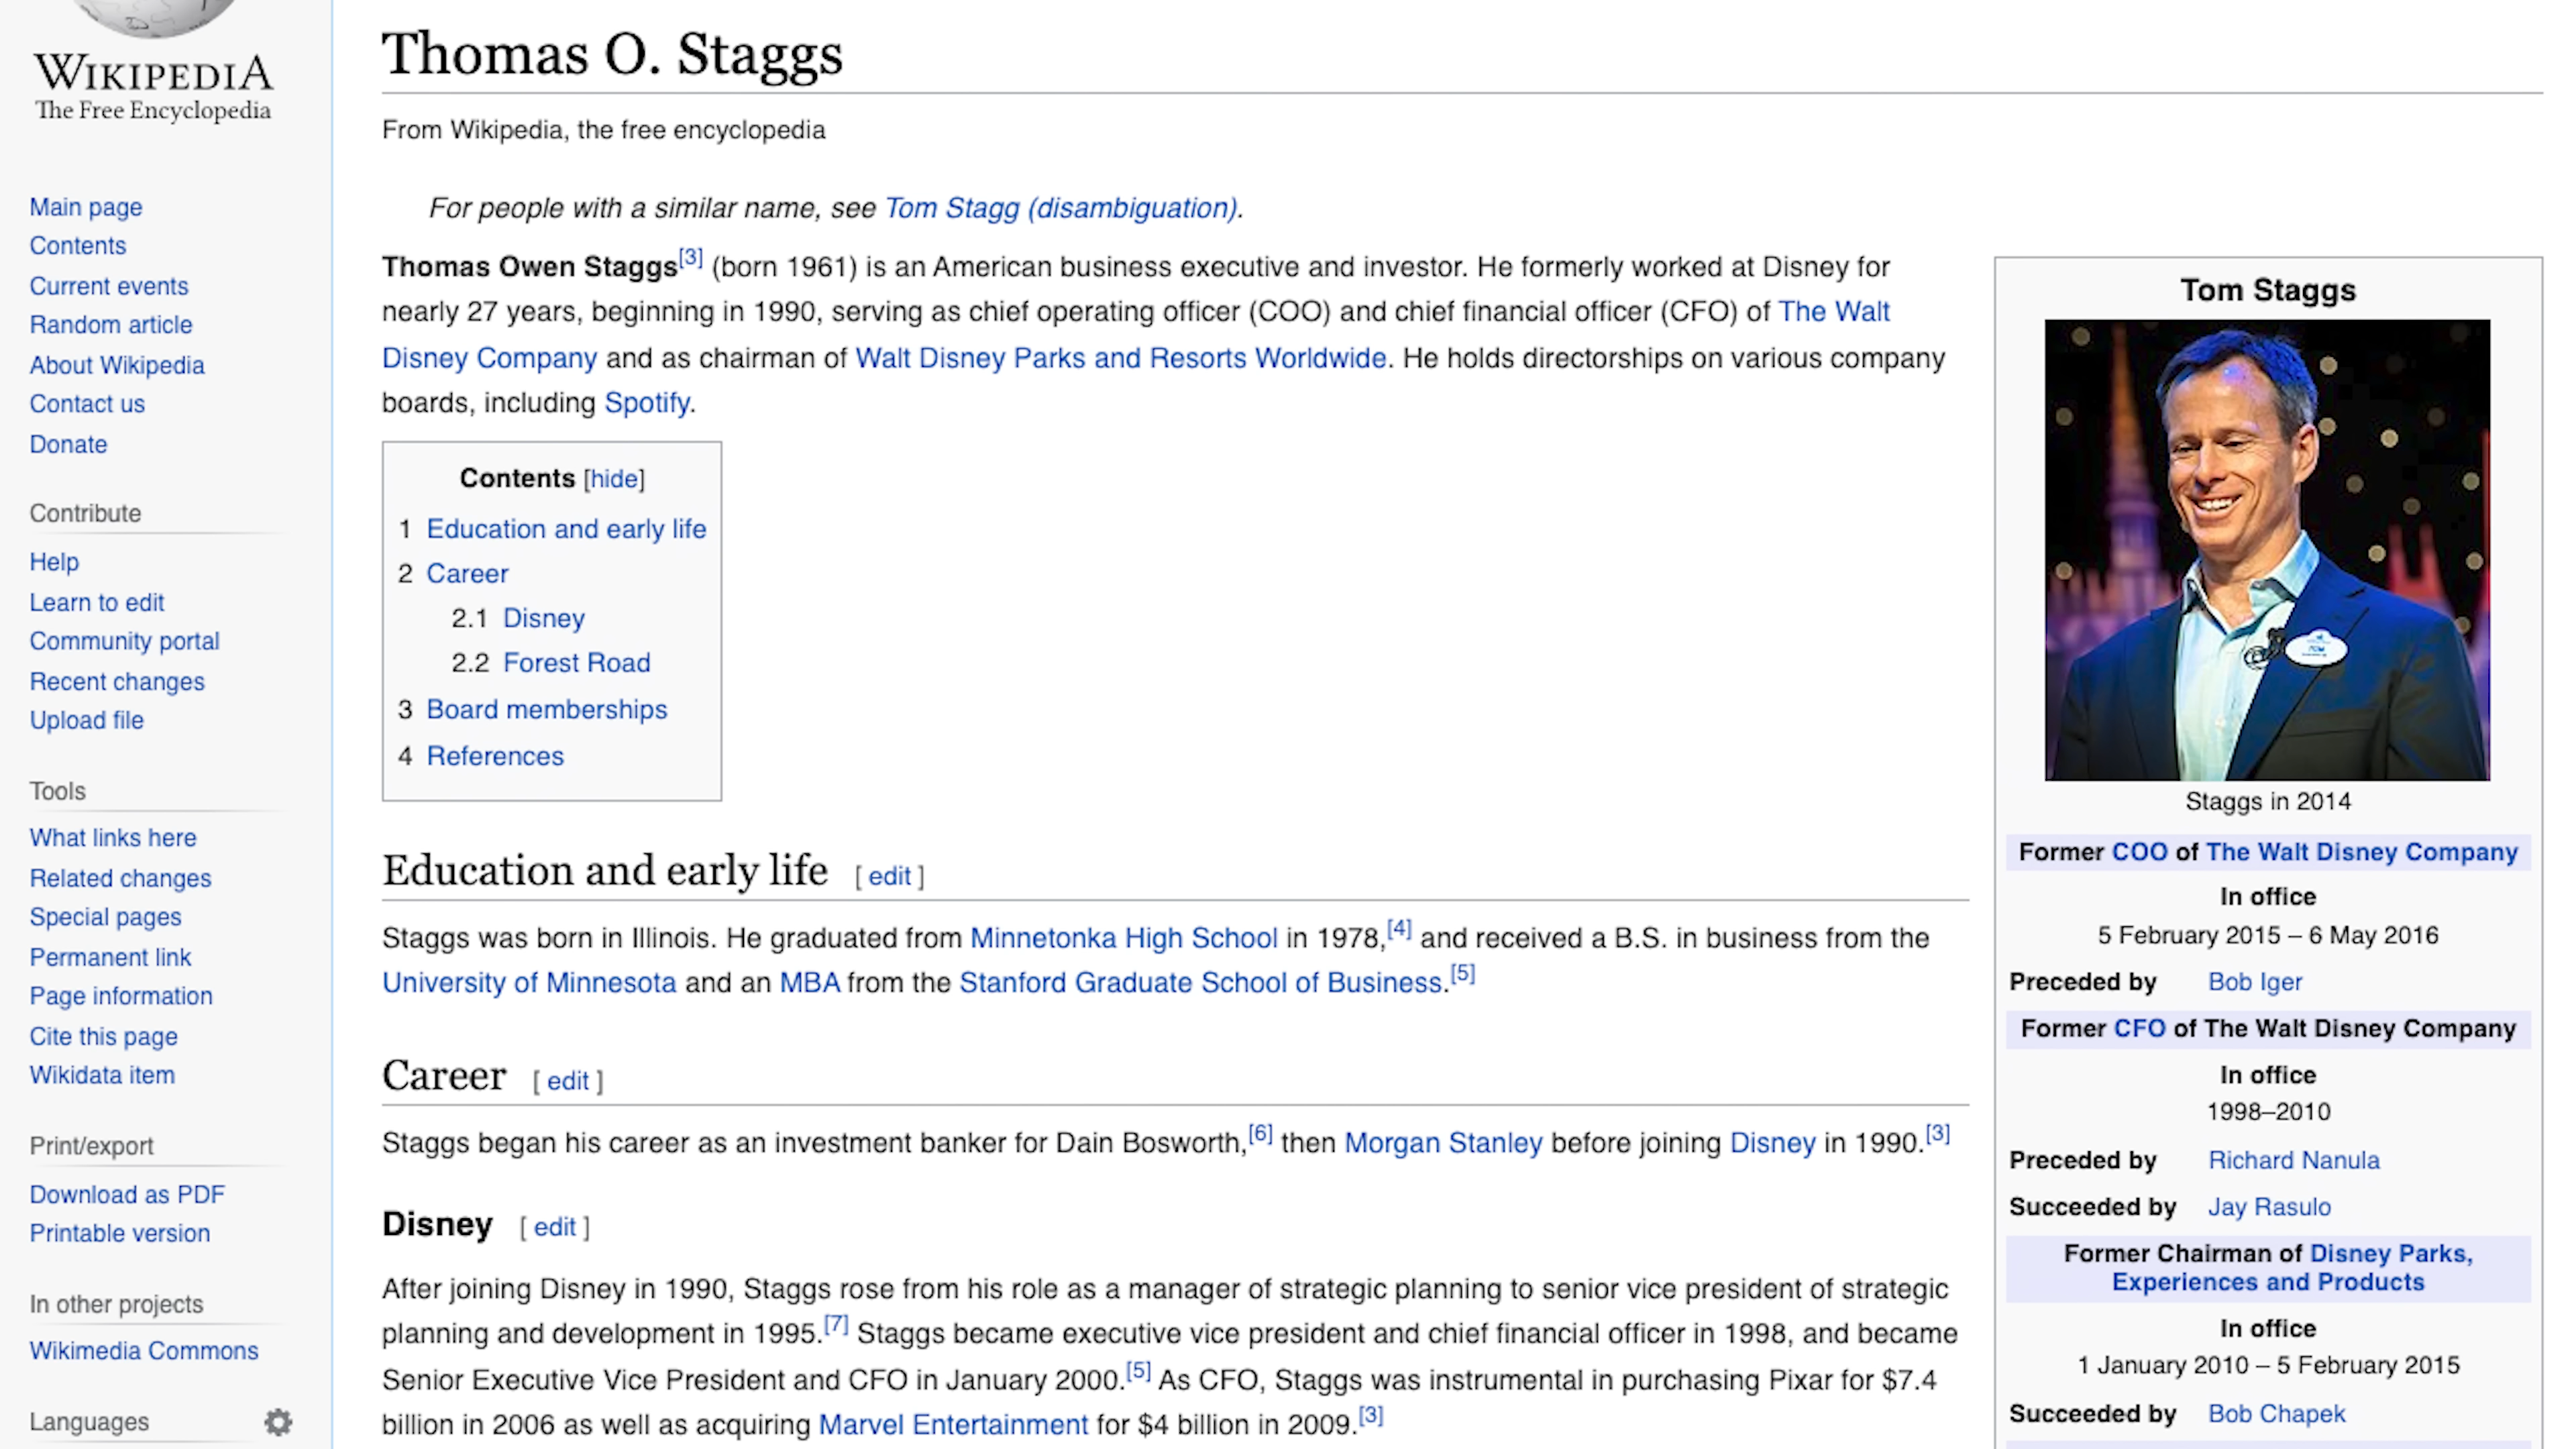 WIKIPEDIA
The Free Encyclopedia
Main page
Contents
Current events
Random article
About Wikipedia
Contact us
Donate
Contribute
Help
Learn to edit
Community portal
Recent changes
Upload file
Tools
What links here
Related changes
Special pages
Permanent link
Page information
Cite this page
Wikidata item
Print/export
Download as PDF
Printable version
In other projects
Wikimedia Commons
Languages
Thomas O. Staggs
From Wikipedia, the free encyclopedia
For people with a similar name, see Tom Stagg (disambiguation).
Thomas Owen Staggs[3] (born 1961) is an American business executive and investor. He formerly worked at Disney for
nearly 27 years, beginning in 1990, serving as chief operating officer (COO) and chief financial officer (CFO) of The Walt
Disney Company and as chairman of Walt Disney Parks and Resorts Worldwide. He holds directorships on various company
boards, including Spotify.
Contents [hide]
1 Education and early life
2 Career
2.1 Disney
2.2 Forest Road
3 Board memberships
4 References
Education and early life [ edit ]
Staggs was born in Illinois. He graduated from Minnetonka High School in 1978,[4] and received a B.S. in business from the
University of Minnesota and an MBA from the Stanford Graduate School of Business.[5]
Career [ edit ]
Staggs began his career as an investment banker for Dain Bosworth,[6] then Morgan Stanley before joining Disney in 1990.[3]
Disney [ edit ]
After joining Disney in 1990, Staggs rose from his role as a manager of strategic planning to senior vice president of strategic
planning and development in 1995.[7] Staggs became executive vice president and chief financial officer in 1998, and became
Senior Executive Vice President and CFO in January 2000.[5] As CFO, Staggs was instrumental in purchasing Pixar for $7.4
billion in 2006 as well as acquiring Marvel Entertainment for $4 billion in 2009.[3]
Tom Staggs
TOM
Staggs in 2014
Former COO of The Walt Disney Company
In office
5 February 2015 – 6 May 2016
Preceded by Bob Iger
Former CFO of The Walt Disney Company
In office
1998–2010
Preceded by Richard Nanula
Succeeded by Jay Rasulo
Former Chairman of Disney Parks,
Experiences and Products
In office
1 January 2010 – 5 February 2015
Succeeded by Bob Chapek